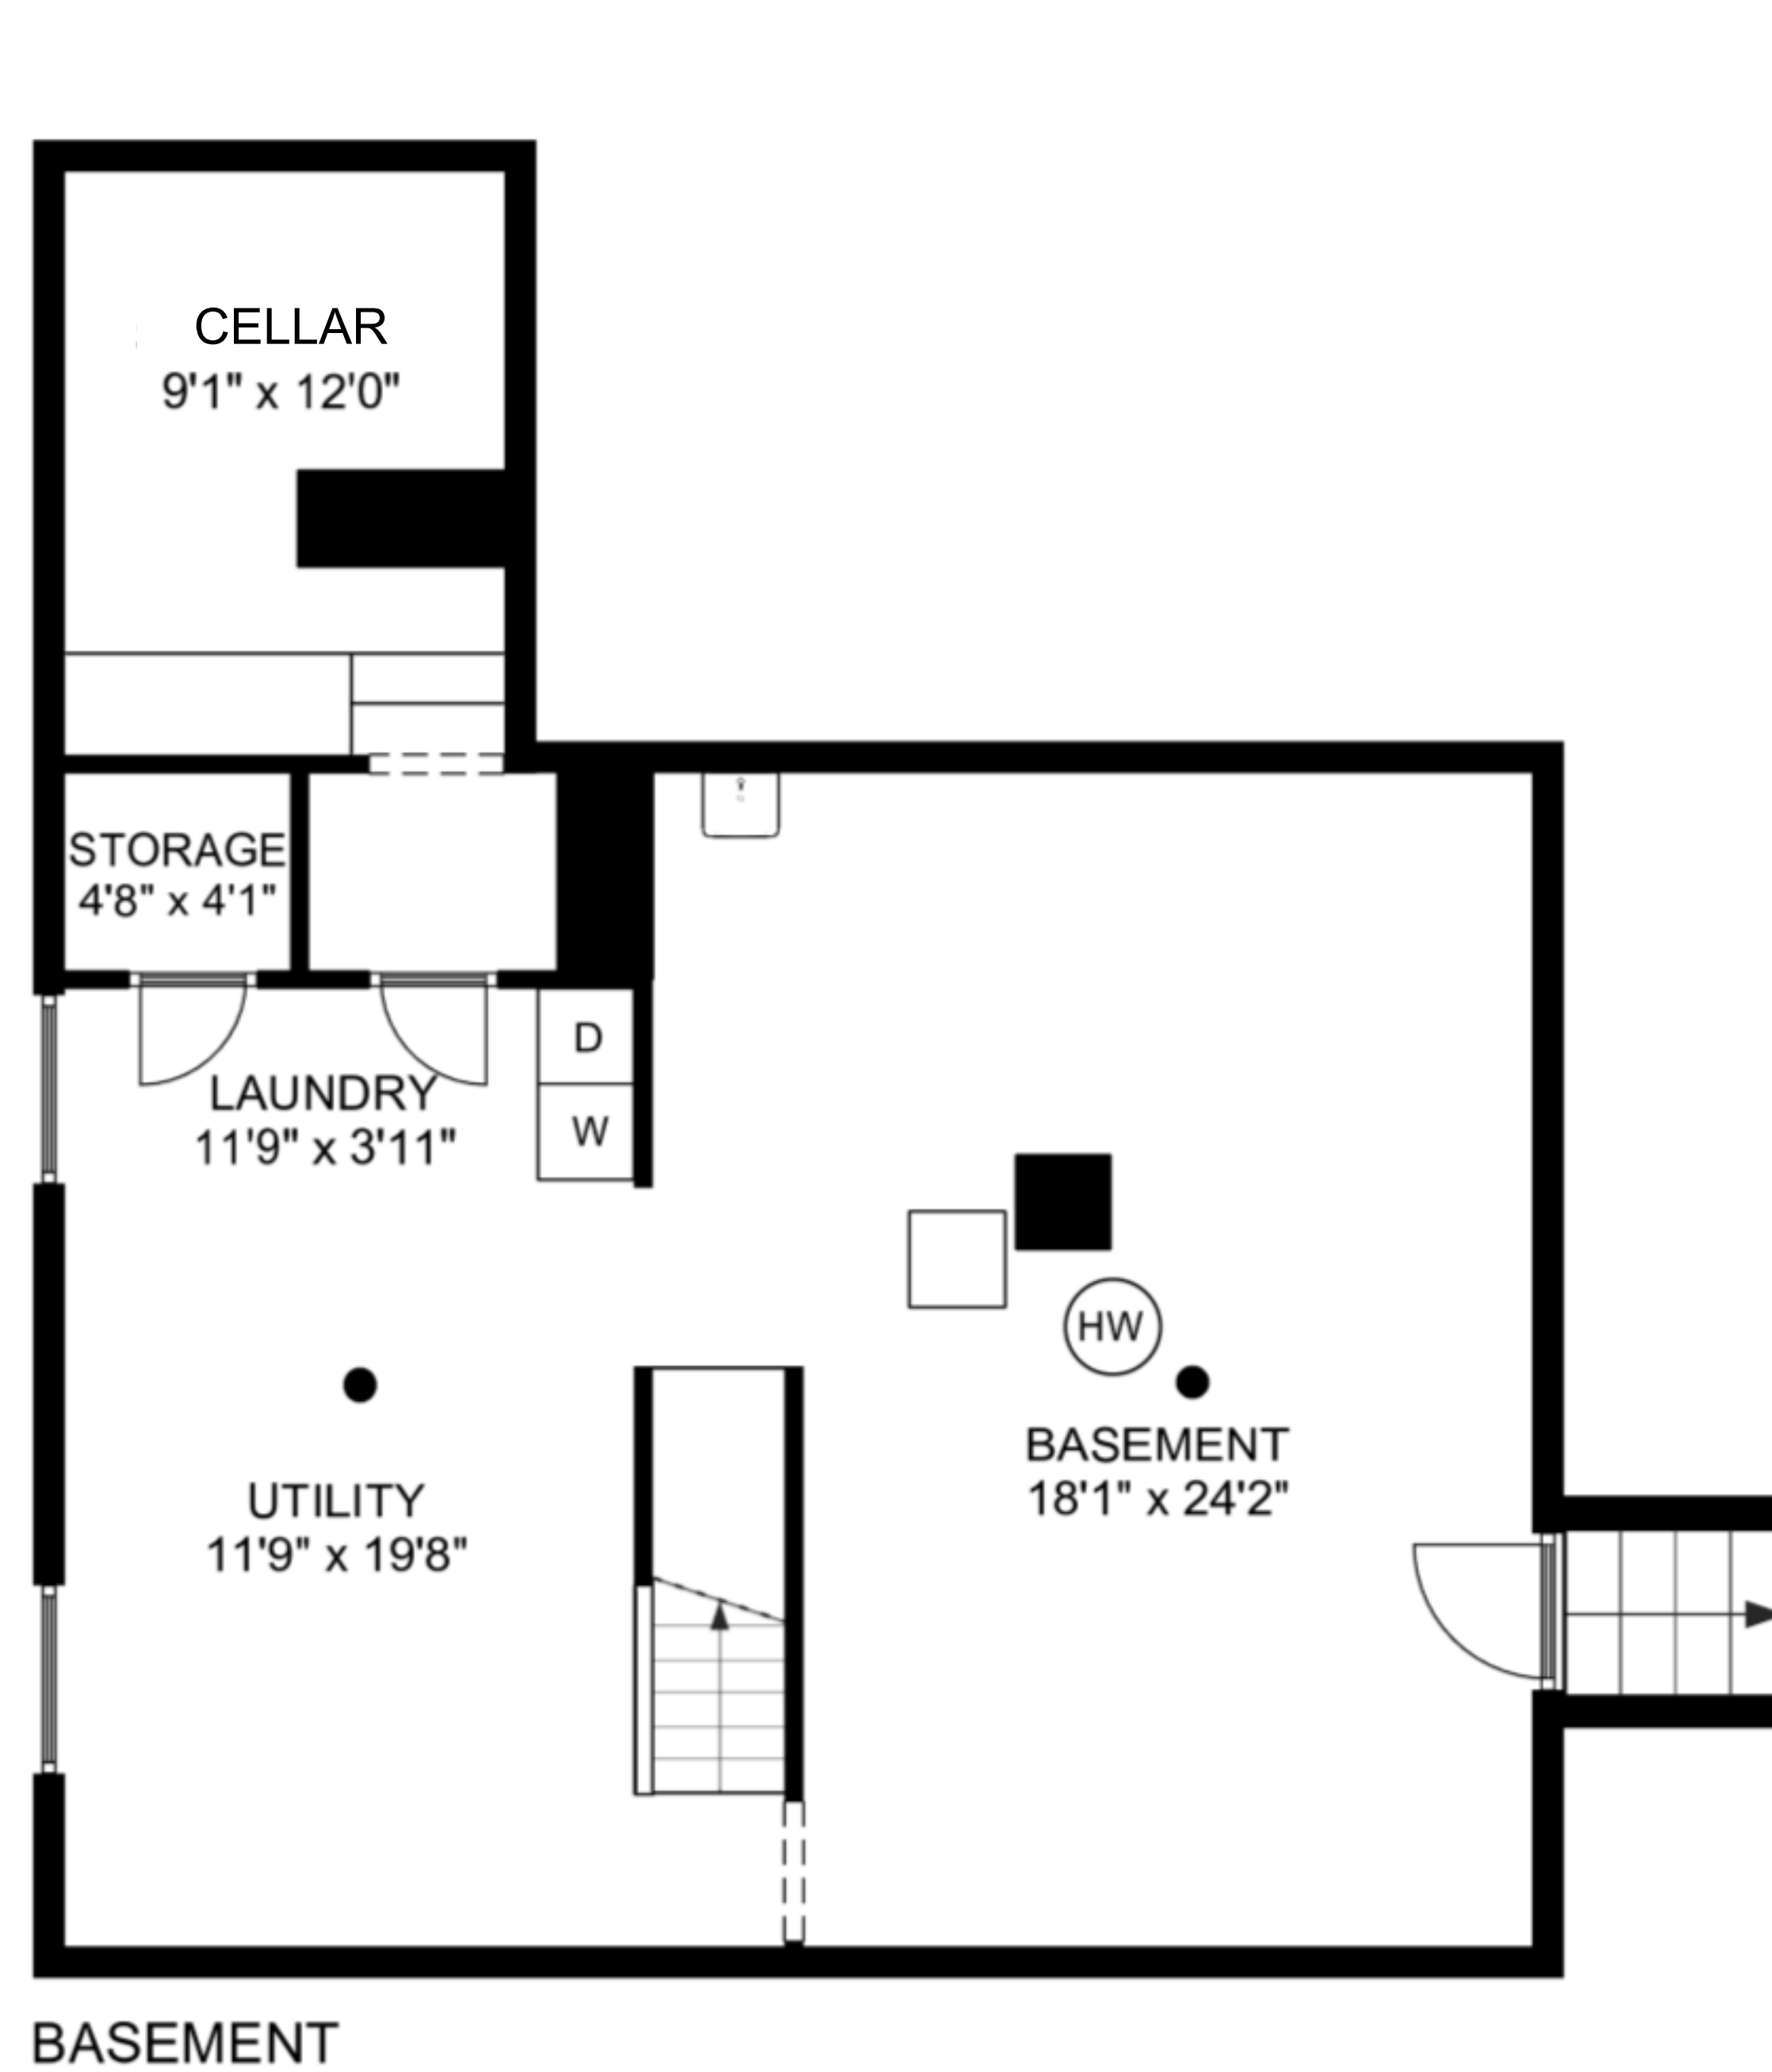 CELLAR
9'1" x 12'0"
STORAGE
4'8" x 4'1"
D
LAUNDRY
W
11'9" x 3'11"
HW
BASEMENT
18'1" x 24'2"
UTILITY
11'9" x 19'8"
BASEMENT